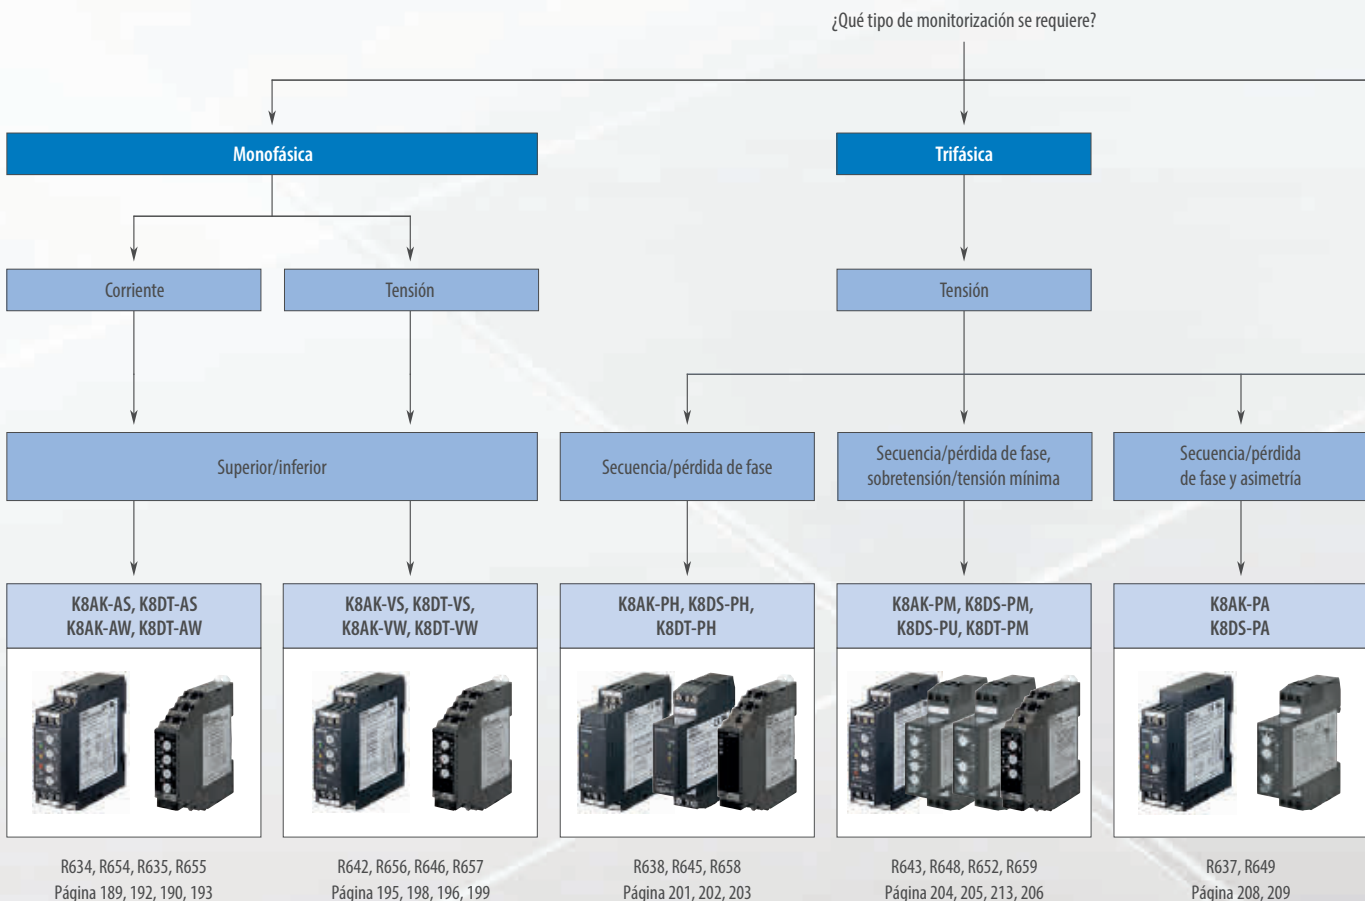 ¿Qué tipo de monitorización se requiere?
Monofásica
Trifásica
Corriente
Tensión
Tensión
Superior/inferior
Secuencia/pérdida de fase
Secuencia/pérdida de fase,
sobretensión/tensión mínima
Secuencia/pérdida
de fase y asimetría
K8AK-AS, K8DT-AS
K8AK-AW, K8DT-AW
K8AK-VS, K8DT-VS,
K8AK-VW, K8DT-VW
K8AK-PH, K8DS-PH,
K8DT-PH
K8AK-PM, K8DS-PM,
K8DS-PU, K8DT-PM
K8AK-PA
K8DS-PA
R634, R654, R635, R655
Página 189, 192, 190, 193
R642, R656, R646, R657
Página 195, 198, 196, 199
R638, R645, R658
Página 201, 202, 203
R643, R648, R652, R659
Página 204, 205, 213, 206
R637, R649
Página 208, 209